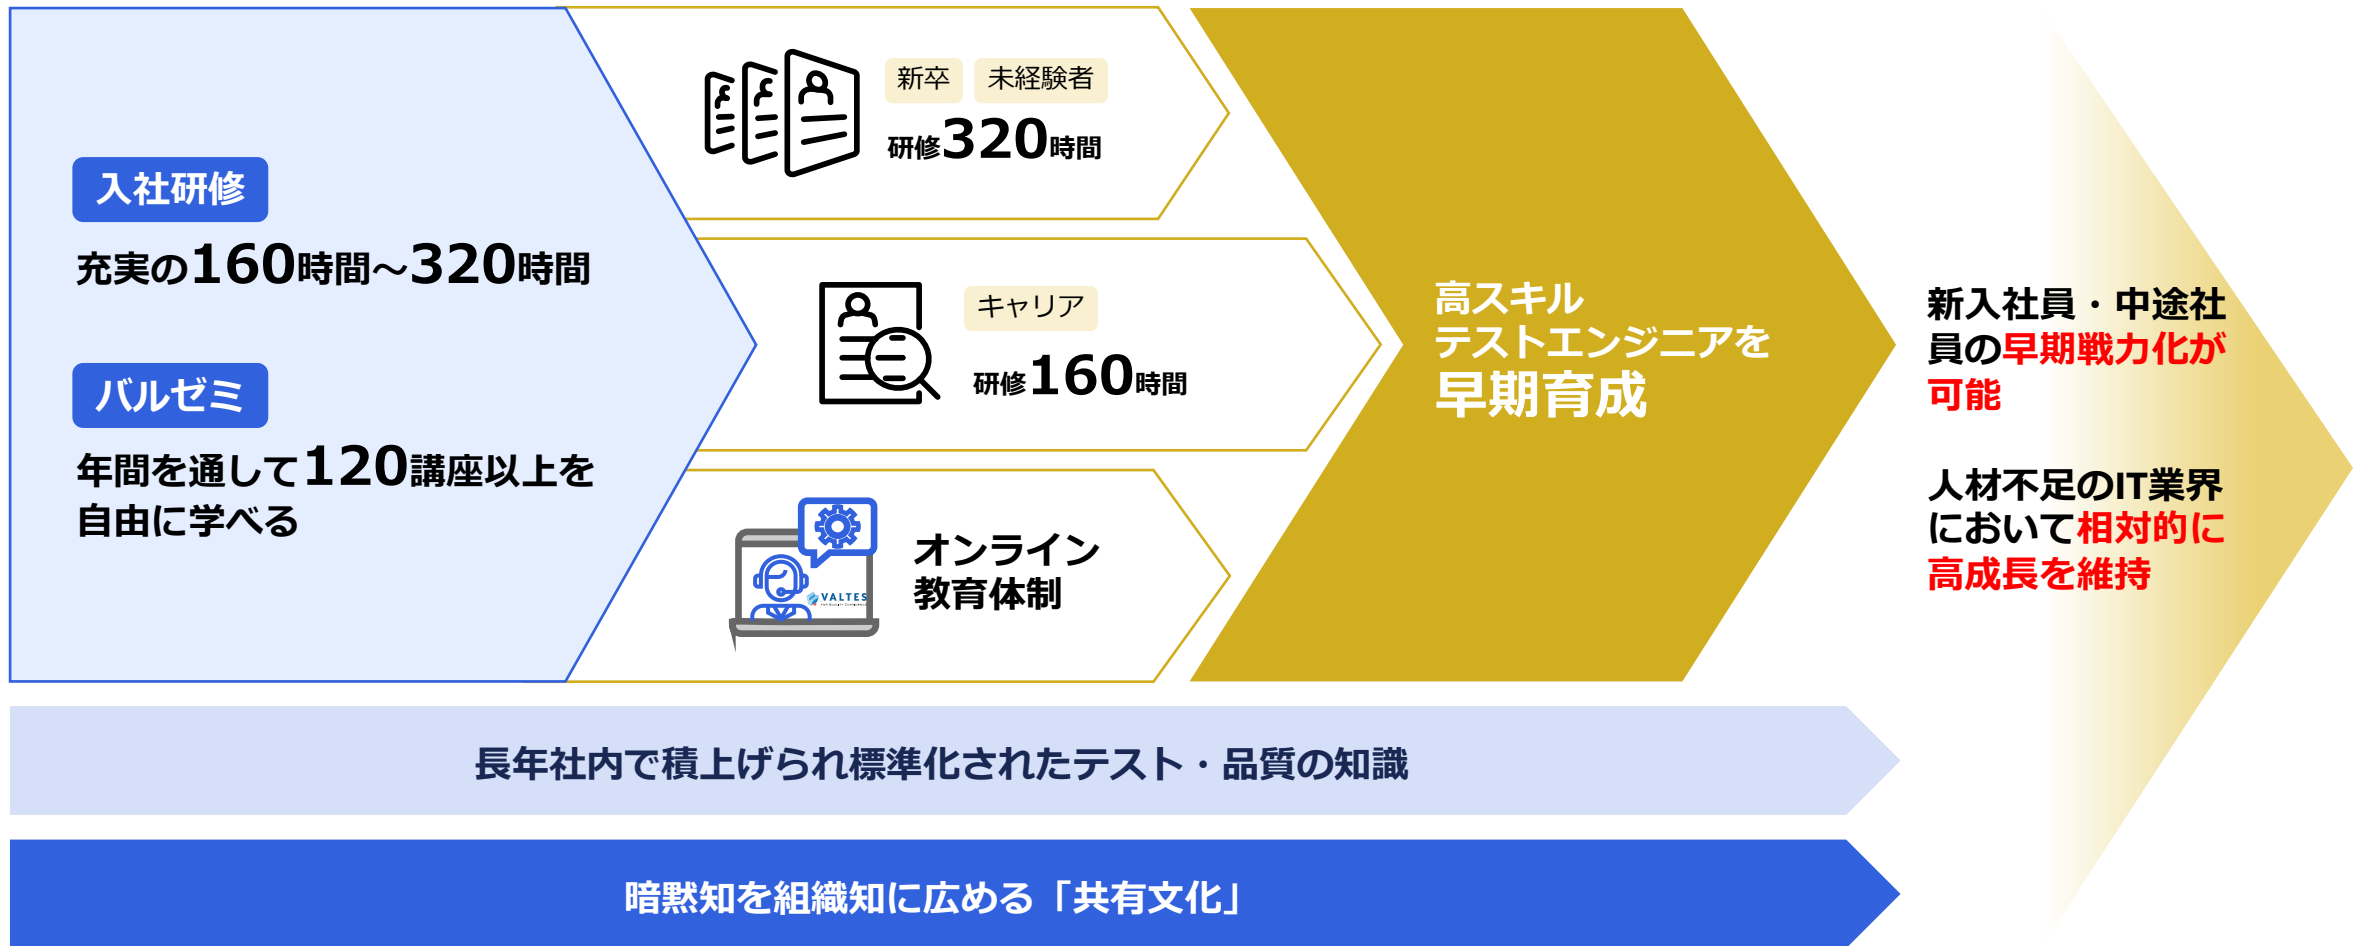 入社研修
充実の160時間～320時間
バルゼミ
年間を通して120講座以上を
自由に学べる
新卒 未経験者
研修320時間
キャリア
研修160時間
VALTES
オンライン
教育体制
高スキル
テストエンジニアを
早期育成
新入社員・中途社
員の早期戦力化が
可能
人材不足のIT業界
において相対的に
高成長を維持
長年社内で積上げられ標準化されたテスト・品質の知識
暗黙知を組織知に広める「共有文化」